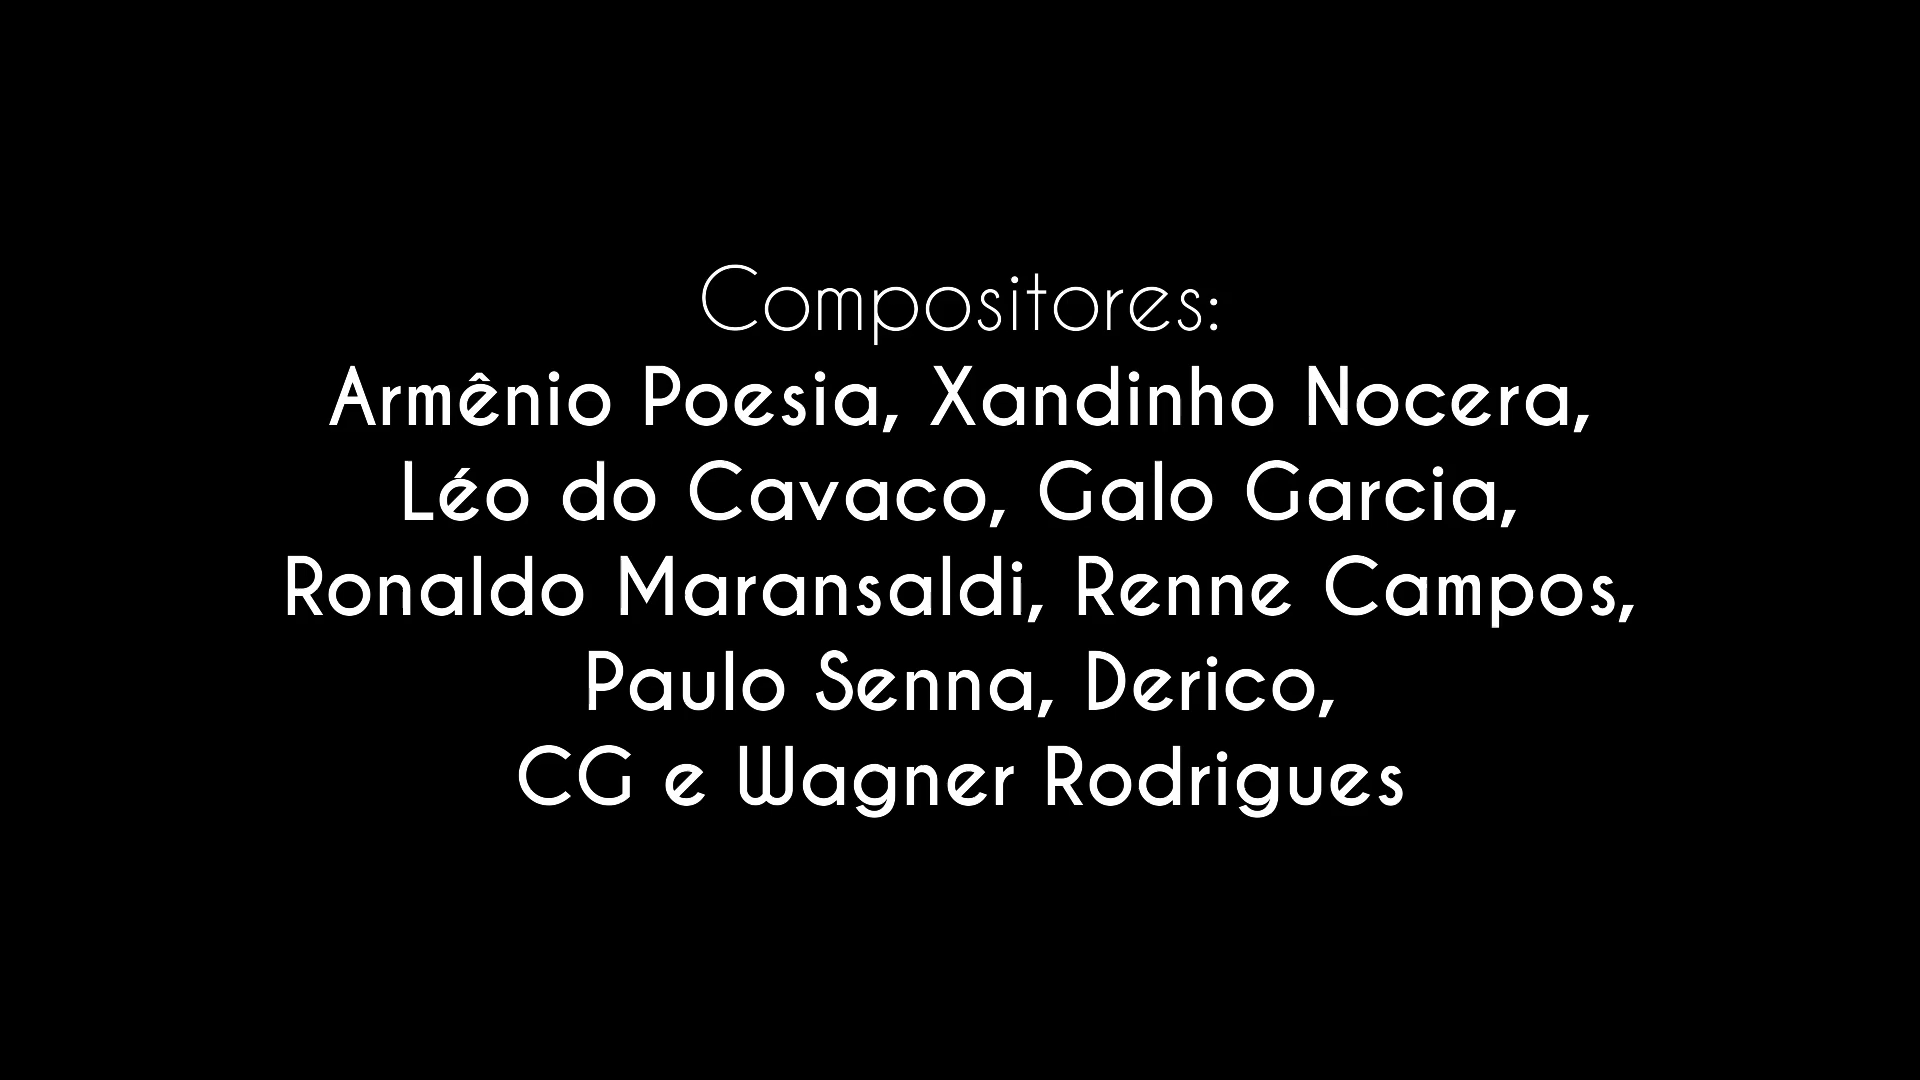 Compositores:
Armênio Poesia, Xandinho Nocera,
Léo do Cavaco, Galo Garcia,
Ronaldo Maransaldi, Renne Campos,
Paulo Senna, Derico,
CG e Wagner Rodrigues